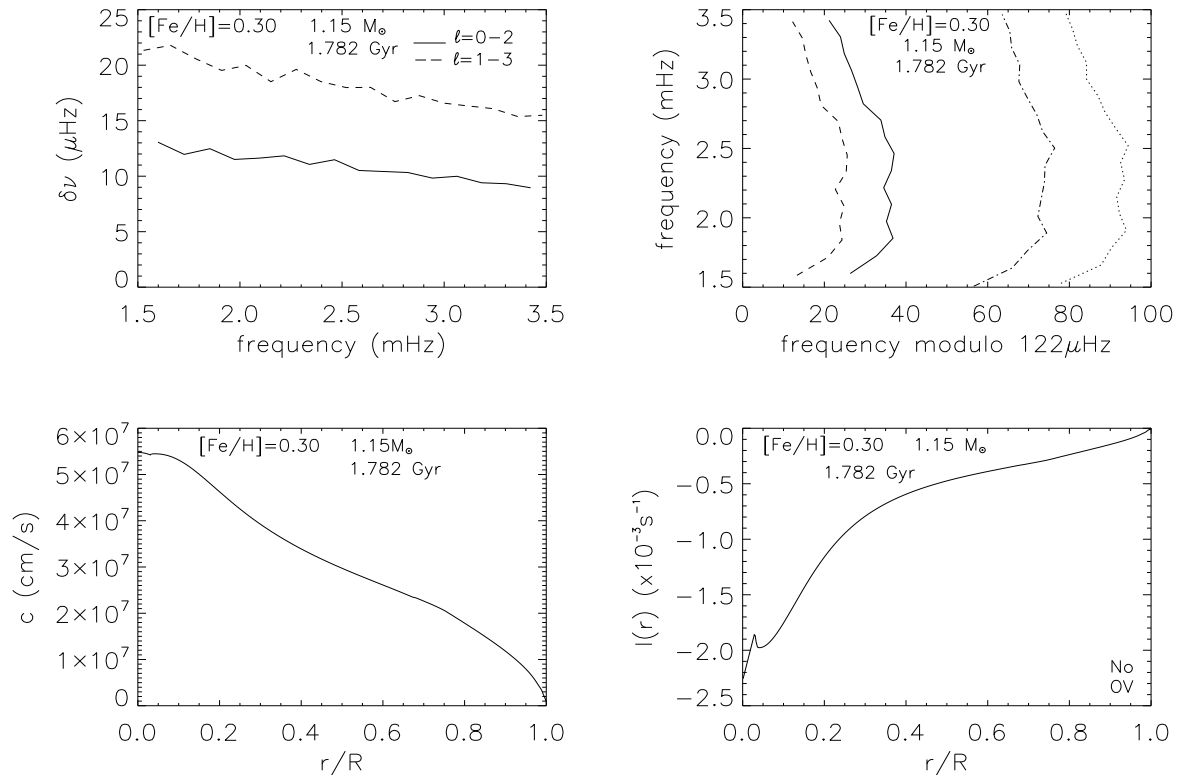 [Fe/H]=0.30 1.15 M⊙
1.782 Gyr
ℓ=0−2
ℓ=1−3
25
20
15
10
5
0
δν (μHz)
1.5 2.0 2.5 3.0 3.5
frequency (mHz)
[Fe/H]=0.30
1.15 M⊙
1.782 Gyr
3.5
3.0
2.5
2.0
1.5
frequency (mHz)
0 20 40 60 80 100
frequency modulo 122μHz
[Fe/H]=0.30 1.15M⊙
1.782 Gyr
6×10⁷
5×10⁷
4×10⁷
3×10⁷
2×10⁷
1×10⁷
0
c (cm/s)
0.0 0.2 0.4 0.6 0.8 1.0
r/R
[Fe/H]=0.30 1.15 M⊙
1.782 Gyr
0.0
−0.5
−1.0
−1.5
−2.0
−2.5
I(r) (x10⁻³s⁻¹)
No
OV
0.0 0.2 0.4 0.6 0.8 1.0
r/R